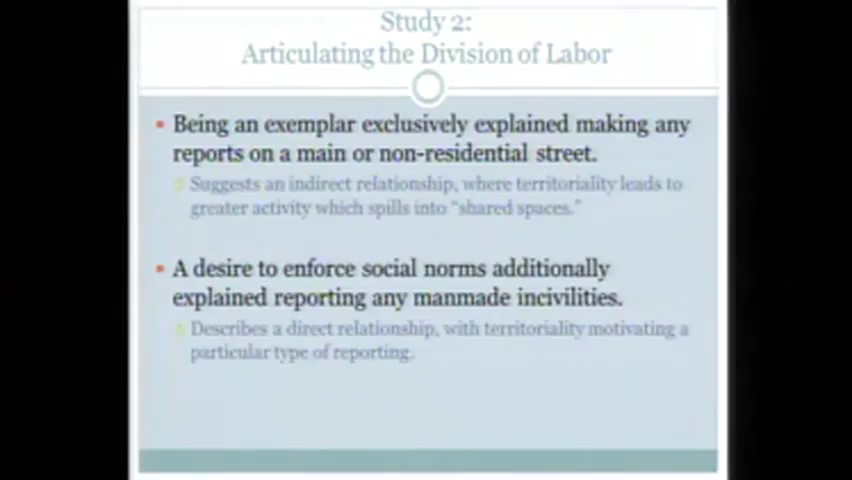 Study 2:
Articulating the Division of Labor
Being an exemplar exclusively explained making any
reports on a main or non-residential street.
Suggests an indirect relationship, where territoriality leads to
greater activity which spills into “shared spaces.”
A desire to enforce social norms additionally
explained reporting any manmade incivilities.
Describes a direct relationship, with territoriality motivating a
particular type of reporting.